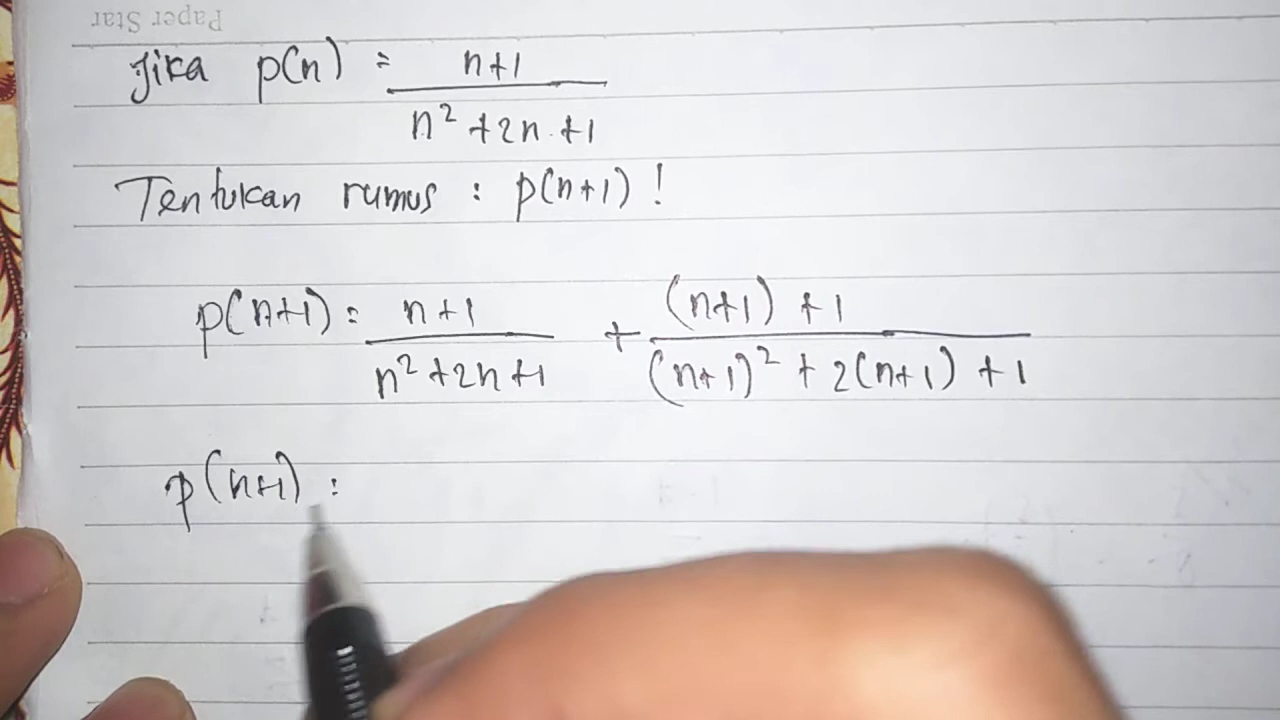 Paper Star
Jika p(n) = n+1 / n² + 2n + 1
Tentukan rumus : p(n+1) !
p(n+1) = n+1 / n² + 2n + 1 + (n+1) + 1 / (n+1)² + 2(n+1) + 1
p(n+1) :